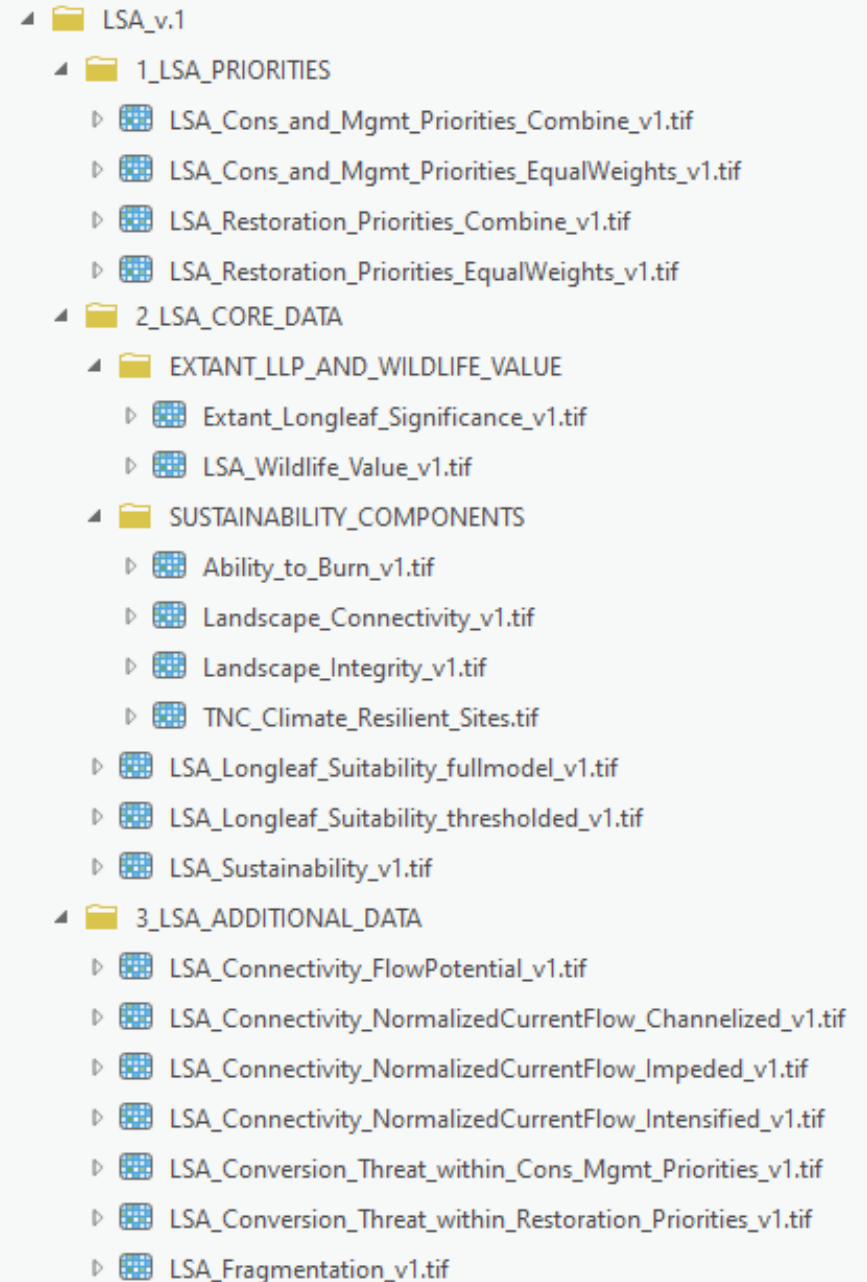 LSA_v.1
1_LSA_PRIORITIES
LSA_Cons_and_Mgmt_Priorities_Combine_v1.tif
LSA_Cons_and_Mgmt_Priorities_EqualWeights_v1.tif
LSA_Restoration_Priorities_Combine_v1.tif
LSA_Restoration_Priorities_EqualWeights_v1.tif
2_LSA_CORE_DATA
EXTANT_LLP_AND_WILDLIFE_VALUE
Extant_Longleaf_Significance_v1.tif
LSA_Wildlife_Value_v1.tif
SUSTAINABILITY_COMPONENTS
Ability_to_Burn_v1.tif
Landscape_Connectivity_v1.tif
Landscape_Integrity_v1.tif
TNC_Climate_Resilient_Sites.tif
LSA_Longleaf_Suitability_fullmodel_v1.tif
LSA_Longleaf_Suitability_thresholded_v1.tif
LSA_Sustainability_v1.tif
3_LSA_ADDITIONAL_DATA
LSA_Connectivity_FlowPotential_v1.tif
LSA_Connectivity_NormalizedCurrentFlow_Channelized_v1.tif
LSA_Connectivity_NormalizedCurrentFlow_Impeded_v1.tif
LSA_Connectivity_NormalizedCurrentFlow_Intensified_v1.tif
LSA_Conversion_Threat_within_Cons_Mgmt_Priorities_v1.tif
LSA_Conversion_Threat_within_Restoration_Priorities_v1.tif
LSA_Fragmentation_v1.tif